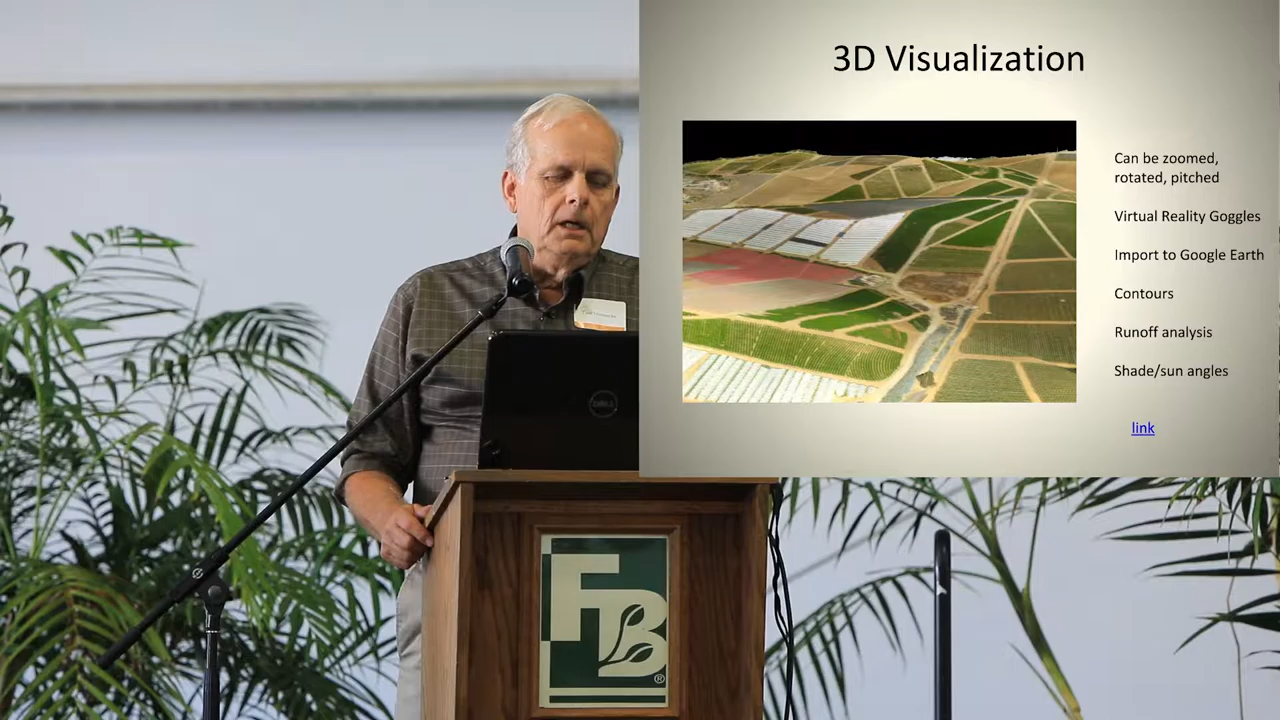 3D Visualization
Can be zoomed,
rotated, pitched
Virtual Reality Goggles
Import to Google Earth
Contours
Runoff analysis
Shade/sun angles
link
DELL
FB®